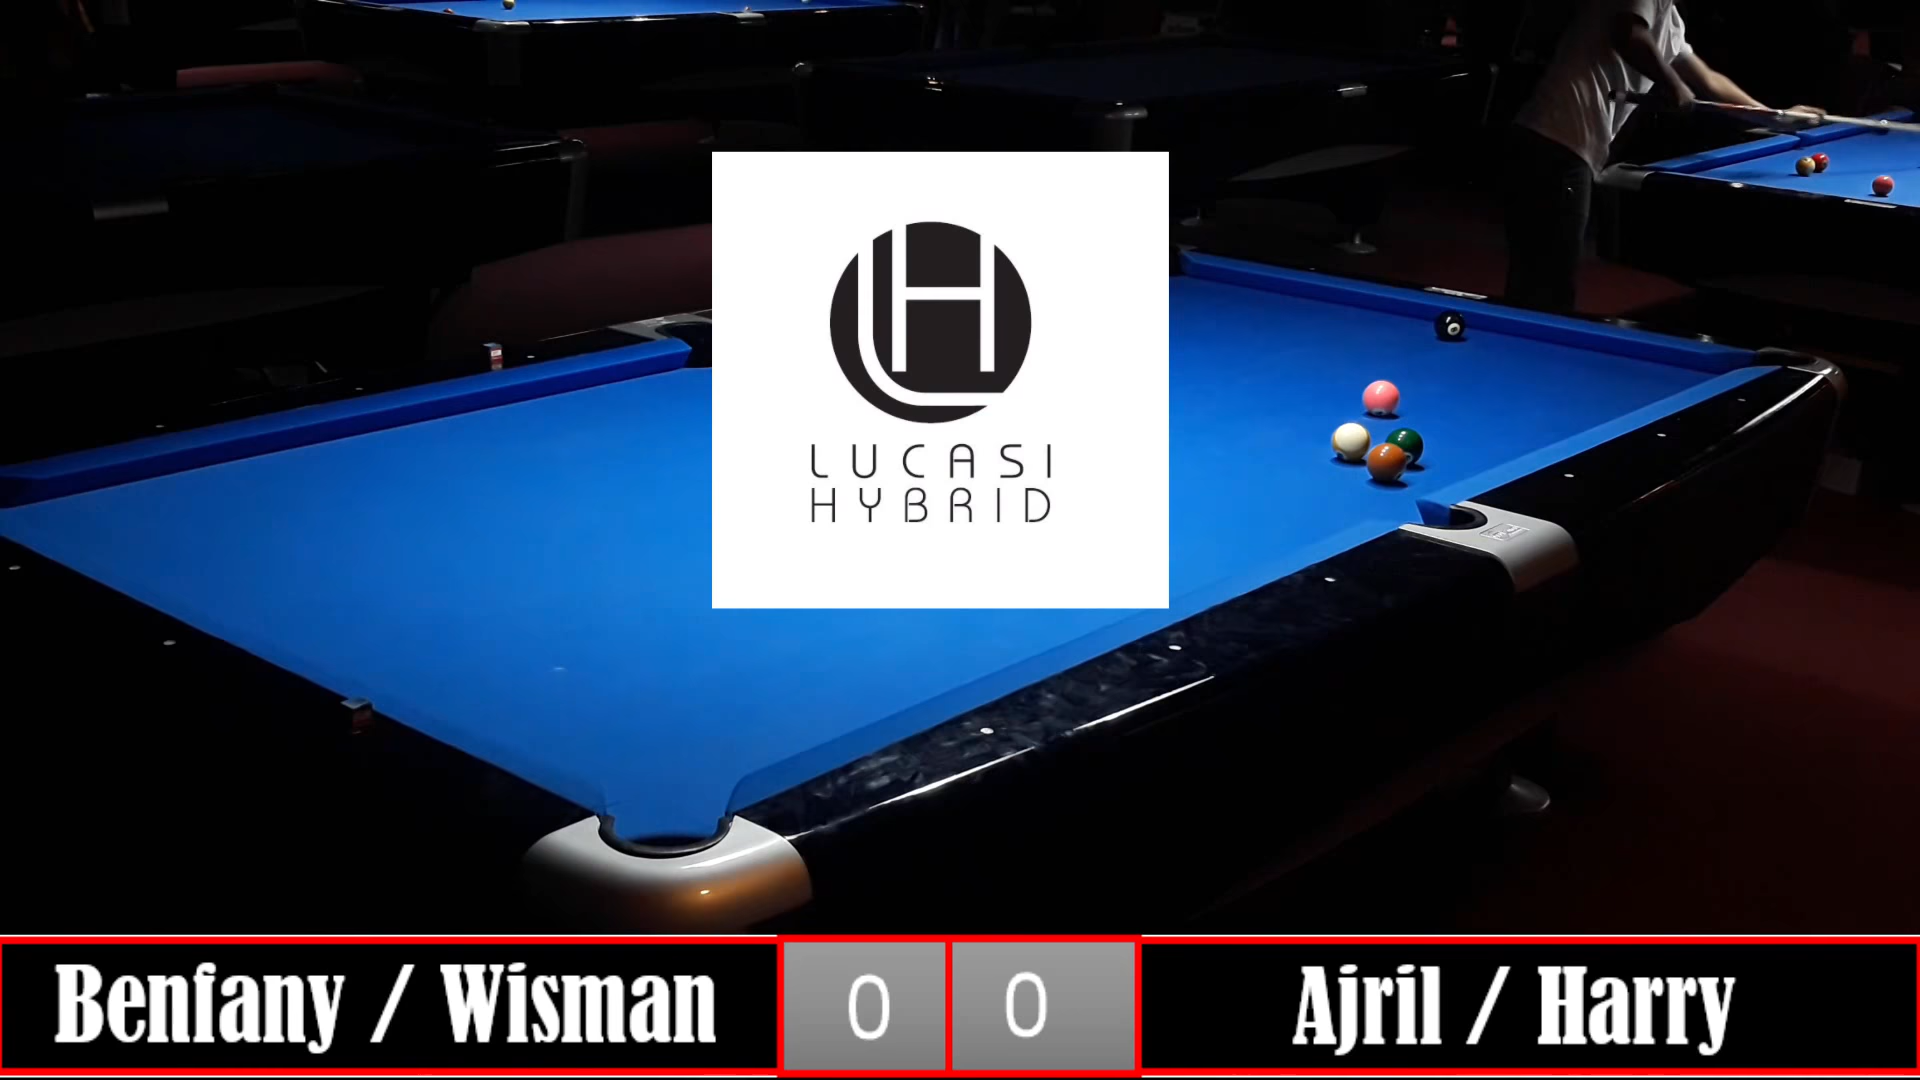 LUCASI
HYBRID
Benfany / Wisman
0
0
Ajril / Harry